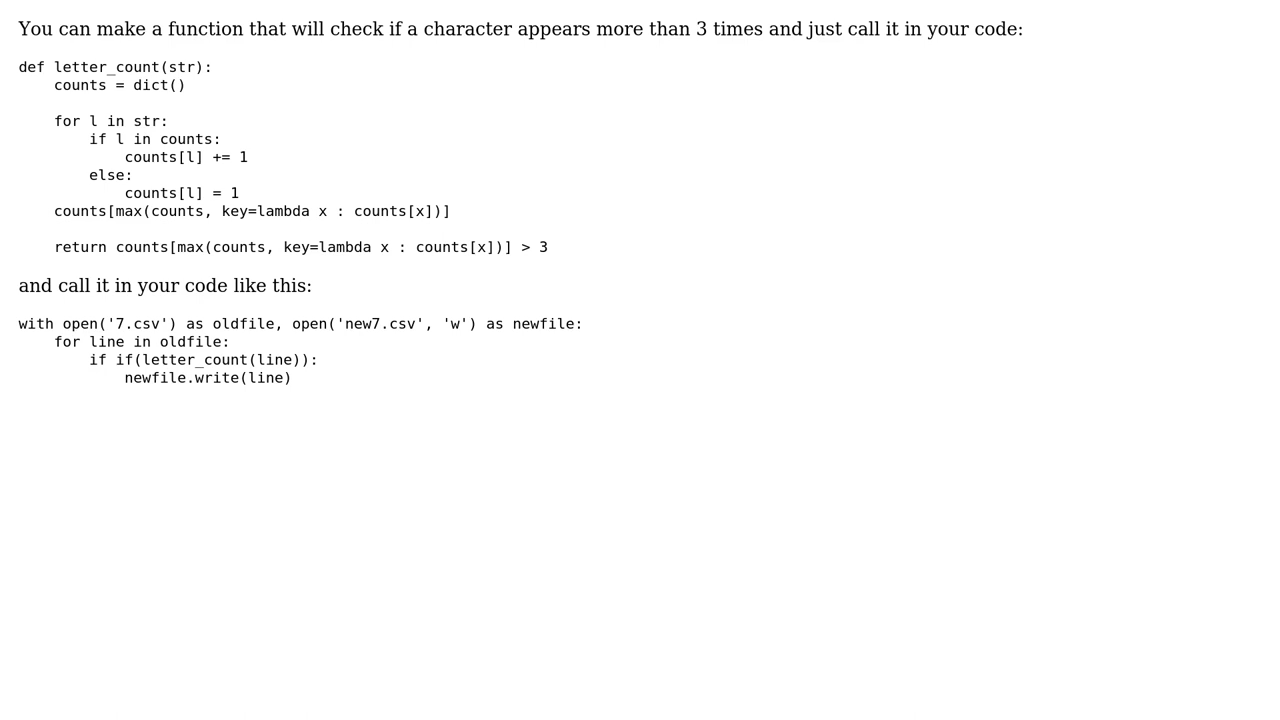 You can make a function that will check if a character appears more than 3 times and just call it in your code:
def letter_count(str):
    counts = dict()
    for l in str:
        if l in counts:
            counts[l] += 1
        else:
            counts[l] = 1
    counts[max(counts, key=lambda x : counts[x])]
    return counts[max(counts, key=lambda x : counts[x])] > 3
and call it in your code like this:
with open('7.csv') as oldfile, open('new7.csv', 'w') as newfile:
    for line in oldfile:
        if if(letter_count(line)):
            newfile.write(line)